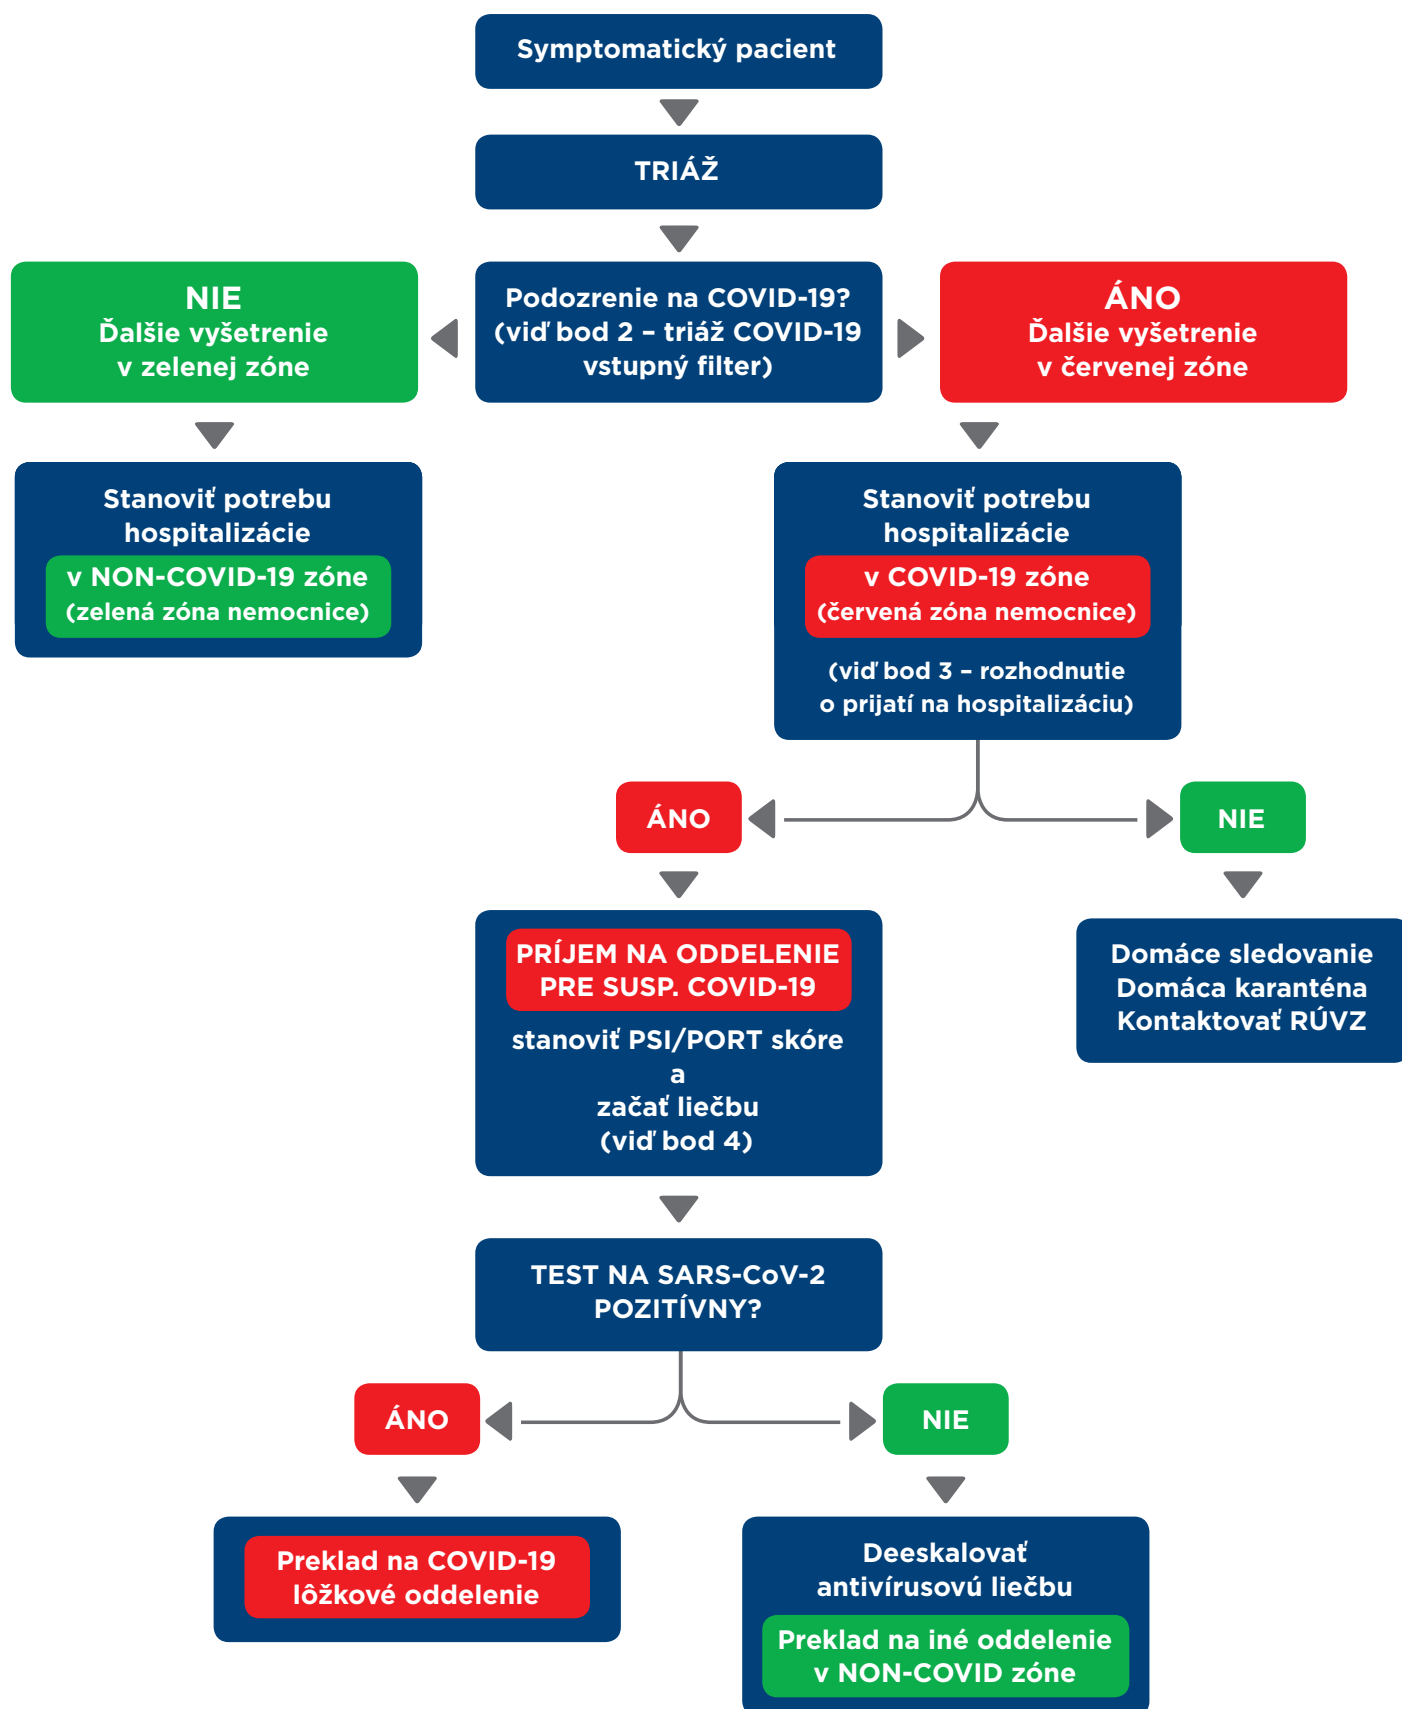 Symptomatický pacient
TRIÁŽ
NIE
Ďalšie vyšetrenie
v zelenej zóne
Podozrenie na COVID-19?
(viď bod 2 – triáž COVID-19
vstupný filter)
ÁNO
Ďalšie vyšetrenie
v červenej zóne
Stanoviť potrebu
hospitalizácie
v NON-COVID-19 zóne
(zelená zóna nemocnice)
Stanoviť potrebu
hospitalizácie
v COVID-19 zóne
(červená zóna nemocnice)
(viď bod 3 – rozhodnutie
o prijatí na hospitalizáciu)
ÁNO
NIE
PRÍJEM NA ODDELENIE
PRE SUSP. COVID-19
stanoviť PSI/PORT skóre
a
začať liečbu
(viď bod 4)
Domáce sledovanie
Domáca karanténa
Kontaktovať RÚVZ
TEST NA SARS-CoV-2
POZITÍVNY?
ÁNO
NIE
Preklad na COVID-19
lôžkové oddelenie
Deeskalovať
antivírusovú liečbu
Preklad na iné oddelenie
v NON-COVID zóne